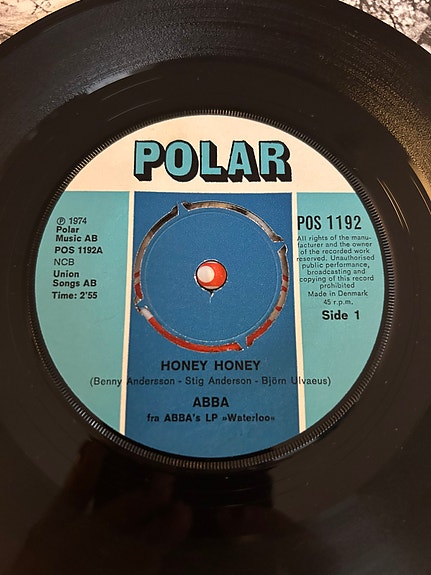 POLAR
Ⓟ 1974
Polar
Music AB
POS 1192A
NCB
Union
Songs AB
Time: 2'55
POS 1192
All rights of the manu-
facturer and the owner
of the recorded work
reserved. Unauthorised
public performance,
broadcasting and
copying of this record
prohibited
Made in Denmark
45 r.p.m.
Side 1
HONEY HONEY
(Benny Andersson - Stig Anderson - Björn Ulvaeus)
ABBA
fra ABBA's LP »Waterloo«